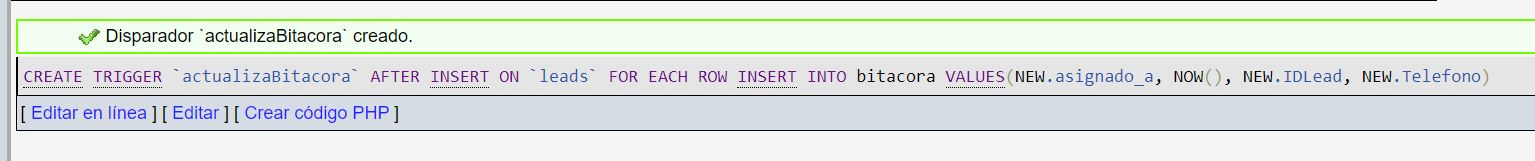 Disparador `actualizaBitacora` creado.
CREATE TRIGGER `actualizaBitacora` AFTER INSERT ON `leads` FOR EACH ROW INSERT INTO bitacora VALUES(NEW.asignado_a, NOW(), NEW.IDLead, NEW.Telefono)
[ Editar en línea ] [ Editar ] [ Crear código PHP ]